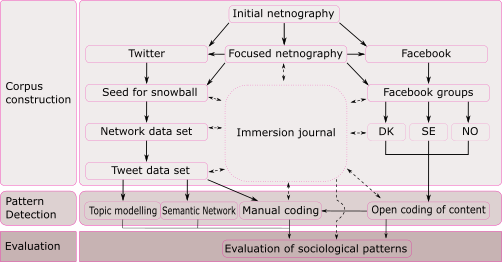 Initial netnography
Twitter
Focused netnography
Facebook
Corpus
construction
Seed for snowball
Facebook groups
Network data set
Immersion journal
DK
SE
NO
Tweet data set
Pattern
Detection
Topic modelling
Semantic Network
Manual coding
Open coding of content
Evaluation
Evaluation of sociological patterns